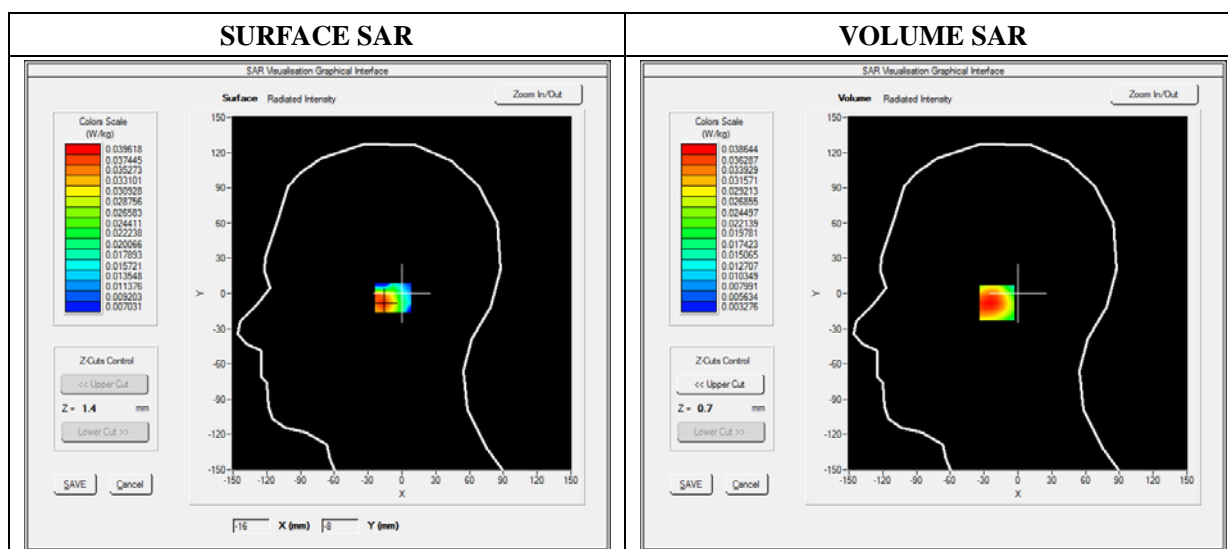 SURFACE SAR
VOLUME SAR
SAR Visualisation Graphical Interface
Surface Radiated Intensity
Zoom In/Out
Colors Scale
(W/kg)
0.039618
0.037445
0.035273
0.033101
0.030928
0.028756
0.026583
0.024411
0.022238
0.020066
0.017893
0.015721
0.013548
0.011376
0.009203
0.007031
150
120
90
60
30
0
-30
-60
-90
-120
-150
Y
-150 -120 -90 -60 -30 0 30 60 90 120 150
X
Z-Cuts Control
<< Upper Cut
Z = 1.4 mm
Lower Cut >>
SAVE Cancel
-16 X (mm) -8 Y (mm)
SAR Visualisation Graphical Interface
Volume Radiated Intensity
Zoom In/Out
Colors Scale
(W/kg)
0.038644
0.036287
0.033929
0.031571
0.029213
0.026855
0.024497
0.022139
0.019781
0.017423
0.015065
0.012707
0.010349
0.007991
0.005634
0.003276
150
120
90
60
30
0
-30
-60
-90
-120
-150
Y
-150 -120 -90 -60 -30 0 30 60 90 120 150
X
Z-Cuts Control
<< Upper Cut
Z = 0.7 mm
Lower Cut >>
SAVE Cancel